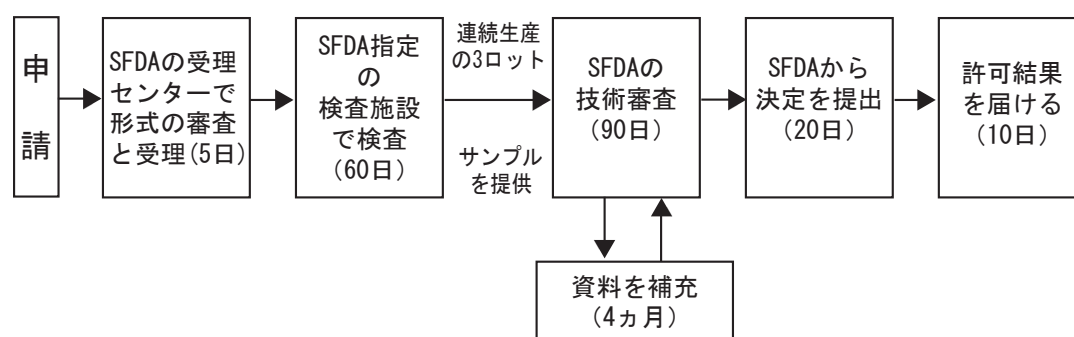 申
請
SFDAの受理
センターで
形式の審査
と受理(5日)
SFDA指定
の
検査施設
で検査
(60日)
連続生産
の3ロット
サンプル
を提供
SFDAの
技術審査
(90日)
資料を補充
(4ヵ月)
SFDAから
決定を提出
(20日)
許可結果
を届ける
(10日)